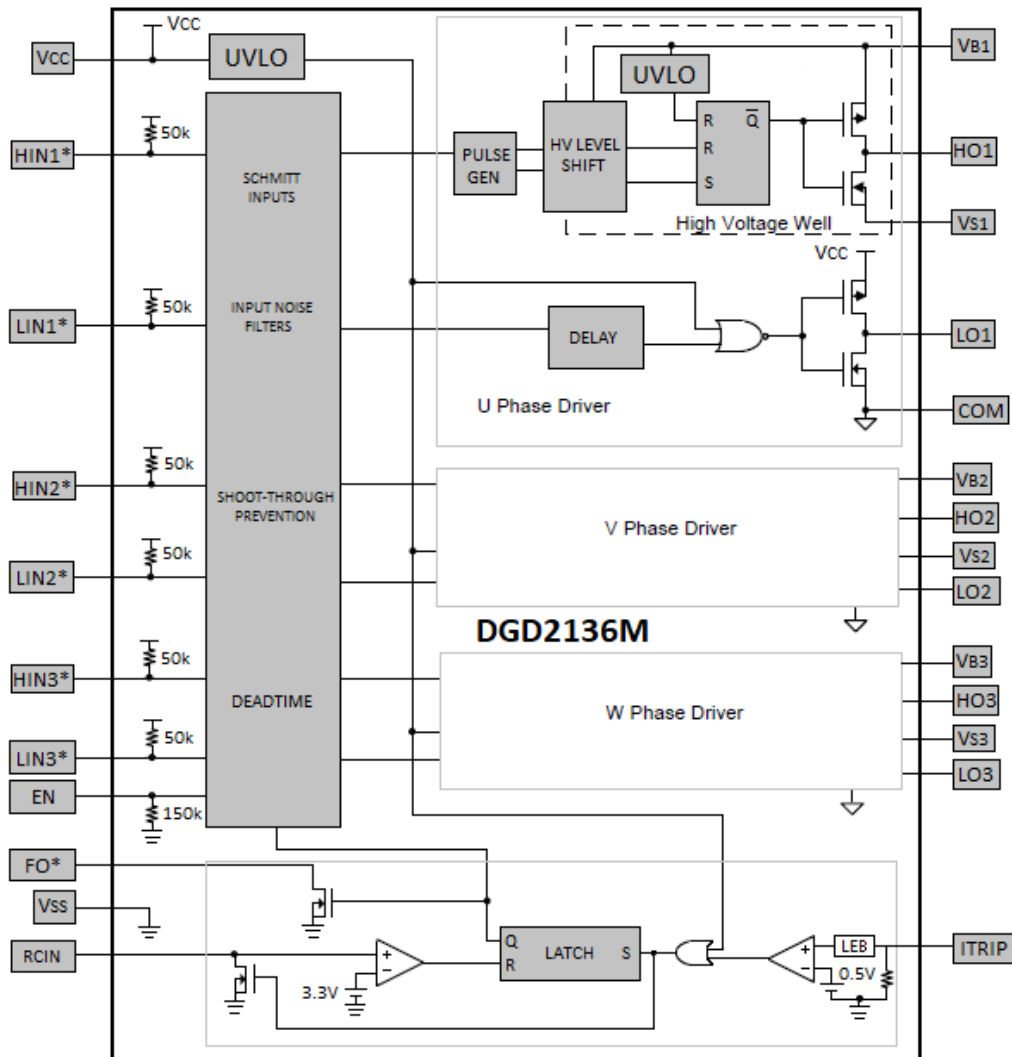 VCC
VCC
UVLO
VB1
UVLO
50k
HIN1*
SCHMITT
INPUTS
PULSE
GEN
HV LEVEL
SHIFT
R
R
S
Q
HO1
High Voltage Well
VS1
VCC
50k
LIN1*
INPUT NOISE
FILTERS
DELAY
LO1
U Phase Driver
COM
50k
HIN2*
SHOOT-THROUGH
PREVENTION
V Phase Driver
VB2
HO2
VS2
LO2
50k
LIN2*
DGD2136M
50k
HIN3*
DEADTIME
W Phase Driver
VB3
HO3
VS3
LO3
50k
LIN3*
EN
150k
FO*
VSS
RCIN
+
−
3.3V
Q
R
LATCH
S
+
−
LEB
0.5V
ITRIP